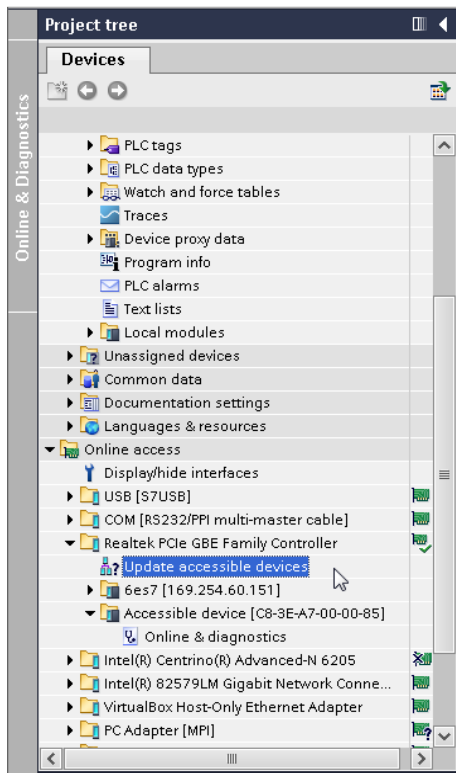 Project tree
Devices
Online & Diagnostics
PLC tags
PLC data types
Watch and force tables
Traces
Device proxy data
Program info
PLC alarms
Text lists
Local modules
Unassigned devices
Common data
Documentation settings
Languages & resources
Online access
Display/hide interfaces
USB [S7USB]
COM [RS232/PPI multi-master cable]
Realtek PCIe GBE Family Controller
Update accessible devices
6es7 [169.254.60.151]
Accessible device [C8-3E-A7-00-00-85]
Online & diagnostics
Intel(R) Centrino(R) Advanced-N 6205
Intel(R) 82579LM Gigabit Network Conne...
VirtualBox Host-Only Ethernet Adapter
PC Adapter [MPI]